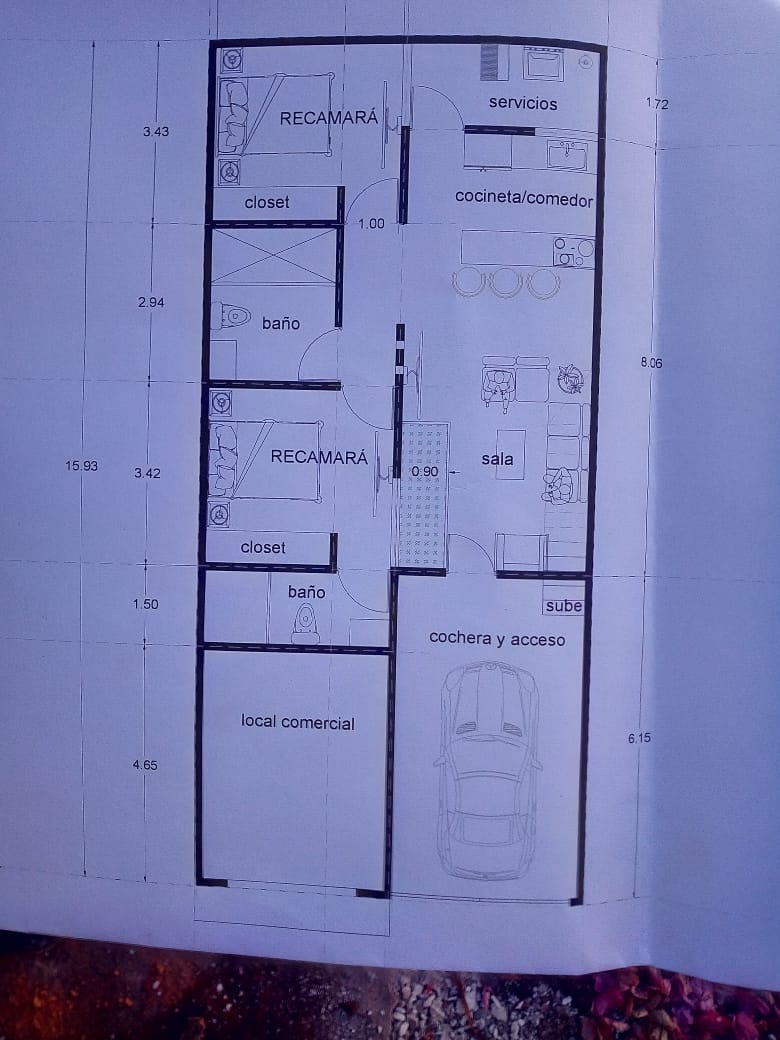 servicios
1.72
3.43
RECAMARÁ
closet
cocineta/comedor
1.00
2.94
baño
8.06
15.93
3.42
RECAMARÁ
0.90
sala
closet
1.50
baño
sube
cochera y acceso
local comercial
6.15
4.65